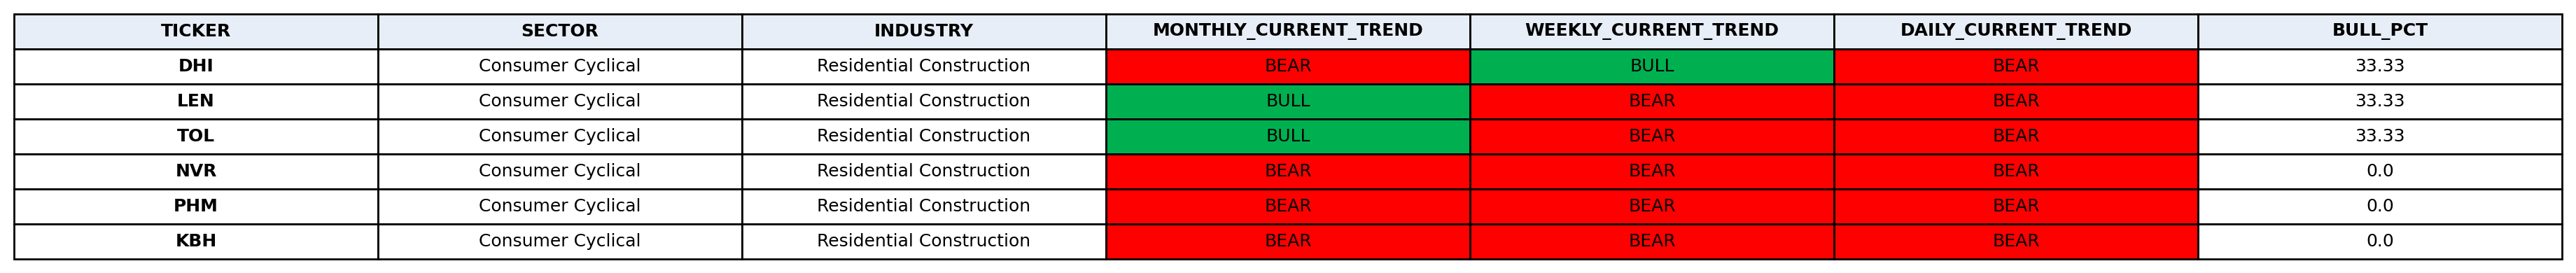 TICKER SECTOR INDUSTRY MONTHLY_CURRENT_TREND WEEKLY_CURRENT_TREND DAILY_CURRENT_TREND BULL_PCT
DHI Consumer Cyclical Residential Construction BEAR BULL BEAR 33.33
LEN Consumer Cyclical Residential Construction BULL BEAR BEAR 33.33
TOL Consumer Cyclical Residential Construction BULL BEAR BEAR 33.33
NVR Consumer Cyclical Residential Construction BEAR BEAR BEAR 0.0
PHM Consumer Cyclical Residential Construction BEAR BEAR BEAR 0.0
KBH Consumer Cyclical Residential Construction BEAR BEAR BEAR 0.0